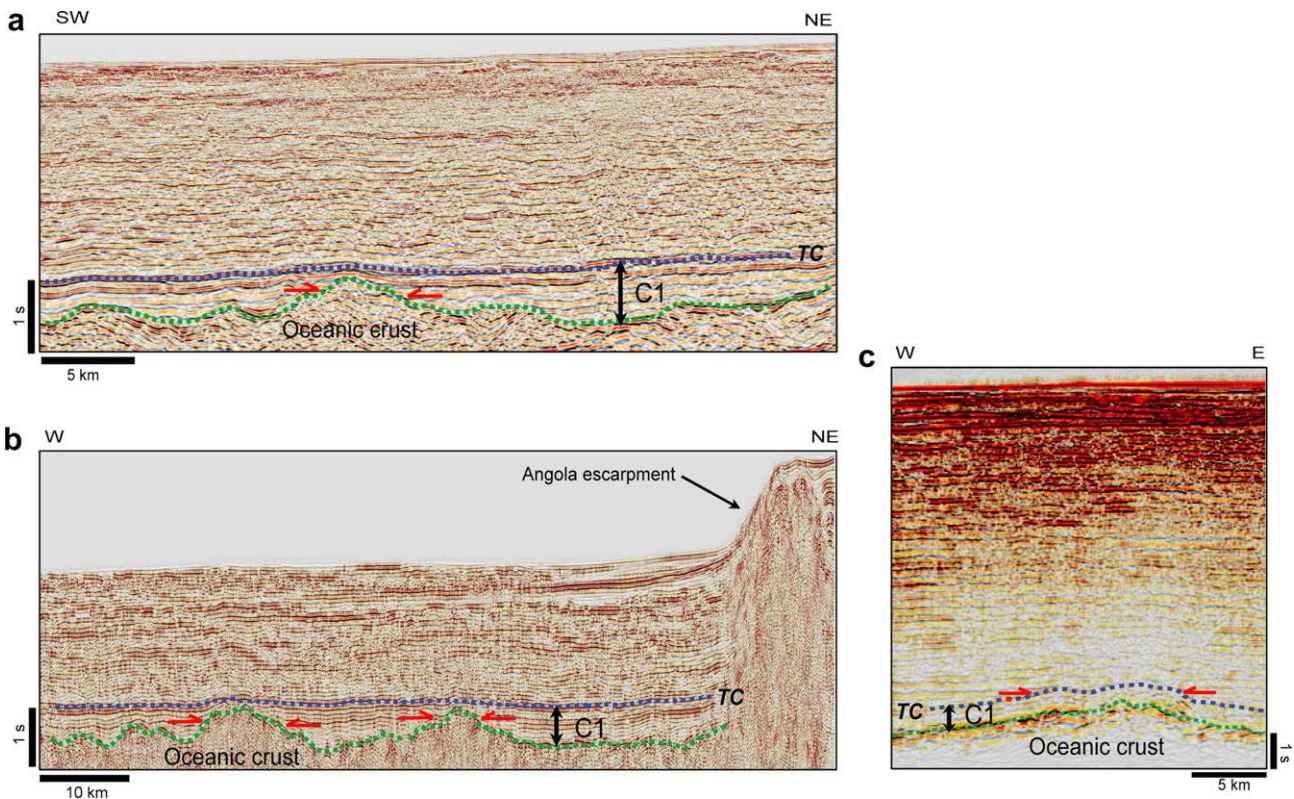 a
SW
NE
TC
C1
Oceanic crust
1 s
5 km
b
W
NE
Angola escarpment
TC
C1
Oceanic crust
1 s
10 km
c
W
E
TC
C1
Oceanic crust
1 s
5 km